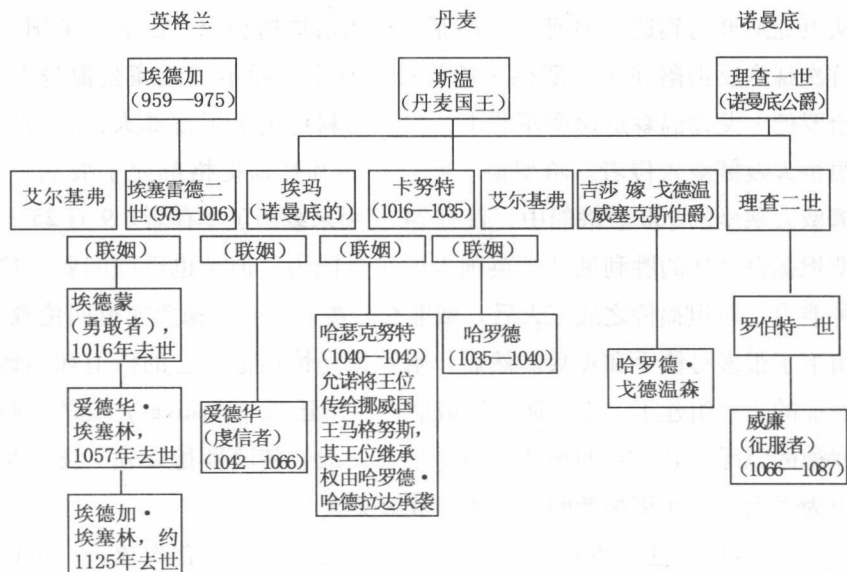 英格兰
丹麦
诺曼底
埃德加
(959—975)
斯温
(丹麦国王)
理查一世
(诺曼底公爵)
艾尔基弗
埃塞雷德二
世(979—1016)
埃玛
(诺曼底的)
卡努特
(1016—1035)
艾尔基弗
吉莎 嫁 戈德温
(威塞克斯伯爵)
理查二世
(联姻)
(联姻)
(联姻)
(联姻)
埃德蒙
(勇敢者),
1016年去世
爱德华
(虔信者)
(1042—1066)
哈瑟克努特
(1040—1042)
允诺将王位
传给挪威国
王马格努斯,
其王位继承
权由哈罗德·
哈德拉达承袭
哈罗德
(1035—1040)
哈罗德·
戈德温森
罗伯特一世
爱德华·
埃塞林,
1057年去世
威廉
(征服者)
(1066—1087)
埃德加·
埃塞林, 约
1125年去世